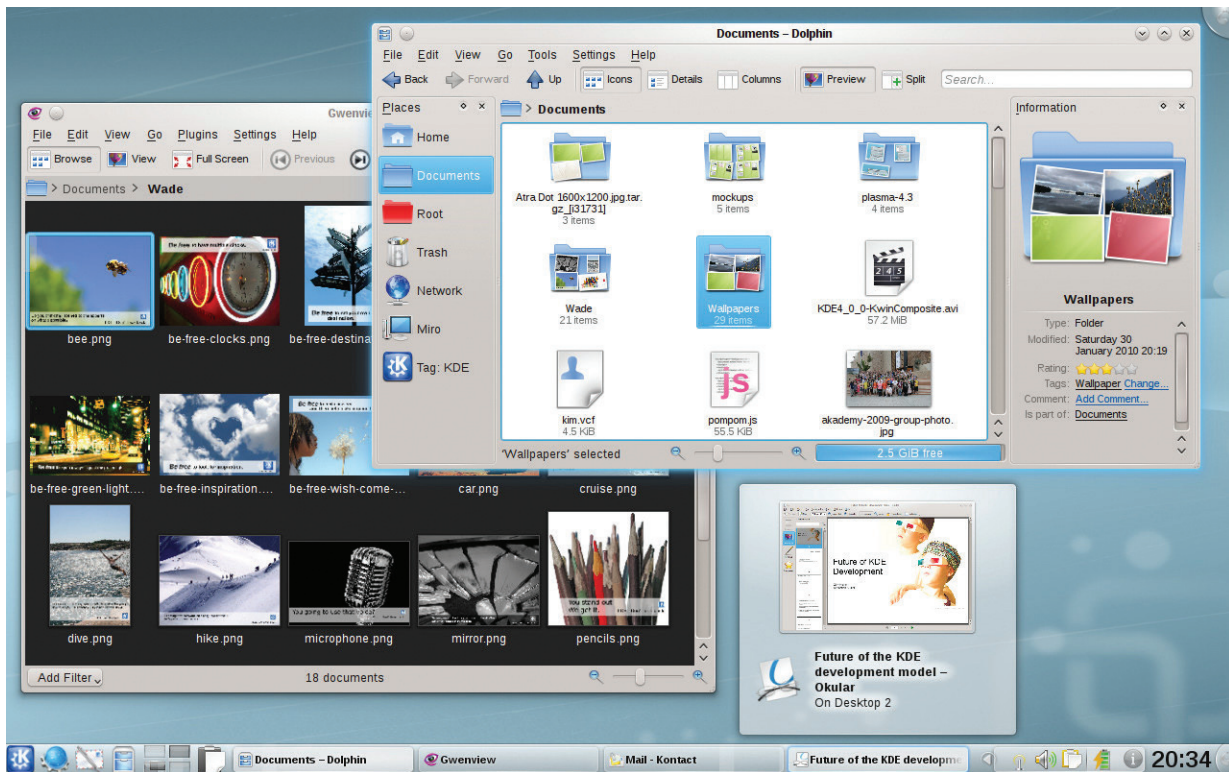 Documents – Dolphin
File Edit View Go Tools Settings Help
Back Forward Up Icons Details Columns Preview Split Search...
Places
Home
Documents
Root
Trash
Network
Miro
Tag: KDE
> Documents
Atra Dot 1600x1200.jpg.tar.
gz_[i31731]
3 items
mockups
5 items
plasma-4.3
4 items
Wade
21 items
Wallpapers
29 items
KDE4_0_0-KwinComposite.avi
57.2 MiB
kim.vcf
4.5 KiB
pompom.js
55.5 KiB
akademy-2009-group-photo.
jpg
'Wallpapers' selected
2.5 GiB free
Information
Wallpapers
Type: Folder
Modified: Saturday 30
January 2010 20:19
Rating:
Tags: Wallpaper Change...
Comment: Add Comment...
Is part of: Documents
Gwenvie
File Edit View Go Plugins Settings Help
Browse View Full Screen Previous
> Documents > Wade
bee.png
be-free-clocks.png
be-free-destina
be-free-green-light....
be-free-inspiration....
be-free-wish-come-...
car.png
cruise.png
dive.png
hike.png
microphone.png
mirror.png
pencils.png
You stand out.
We get it.
Add Filter
18 documents
Future of KDE
Development
Future of the KDE
development model –
Okular
On Desktop 2
Documents – Dolphin
Gwenview
Mail - Kontact
Future of the KDE developme
20:34